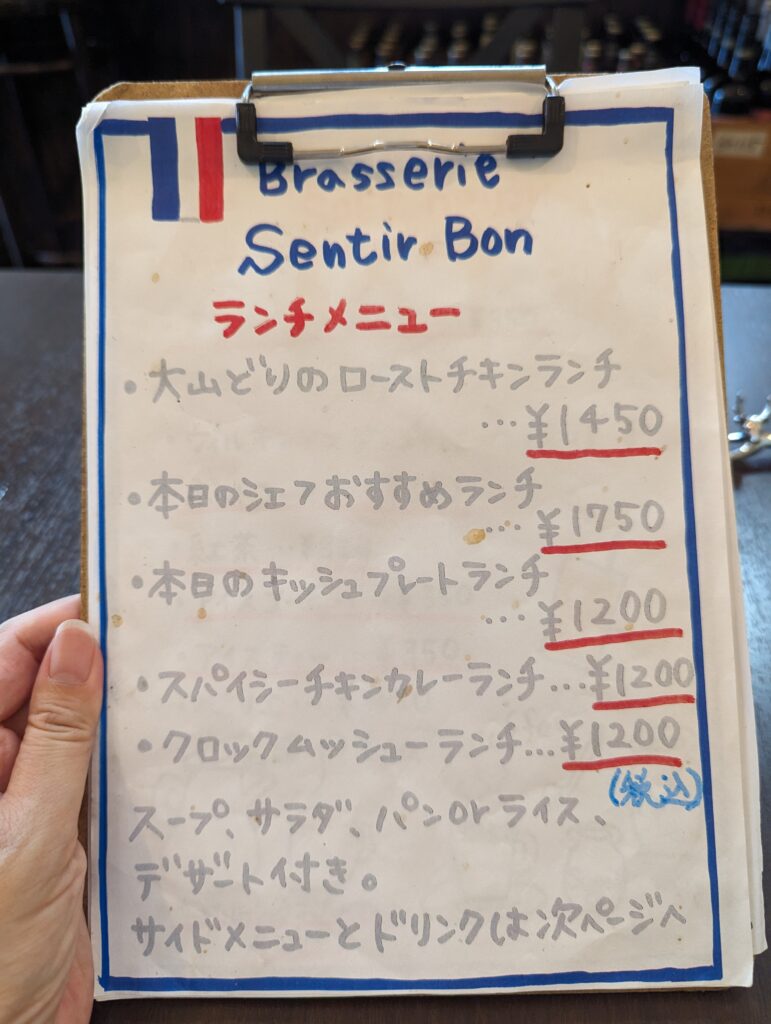 Brasserie
Sentir Bon
ランチメニュー
・大山どりのローストチキンランチ
…¥1450
・本日のシェフおすすめランチ
…¥1750
・本日のキッシュプレートランチ
…¥1200
・スパイシーチキンカレーランチ…¥1200
・クロックムッシューランチ…¥1200
(税込)
スープ、サラダ、パンorライス、
デザート付き。
サイドメニューとドリンクは次ページへ